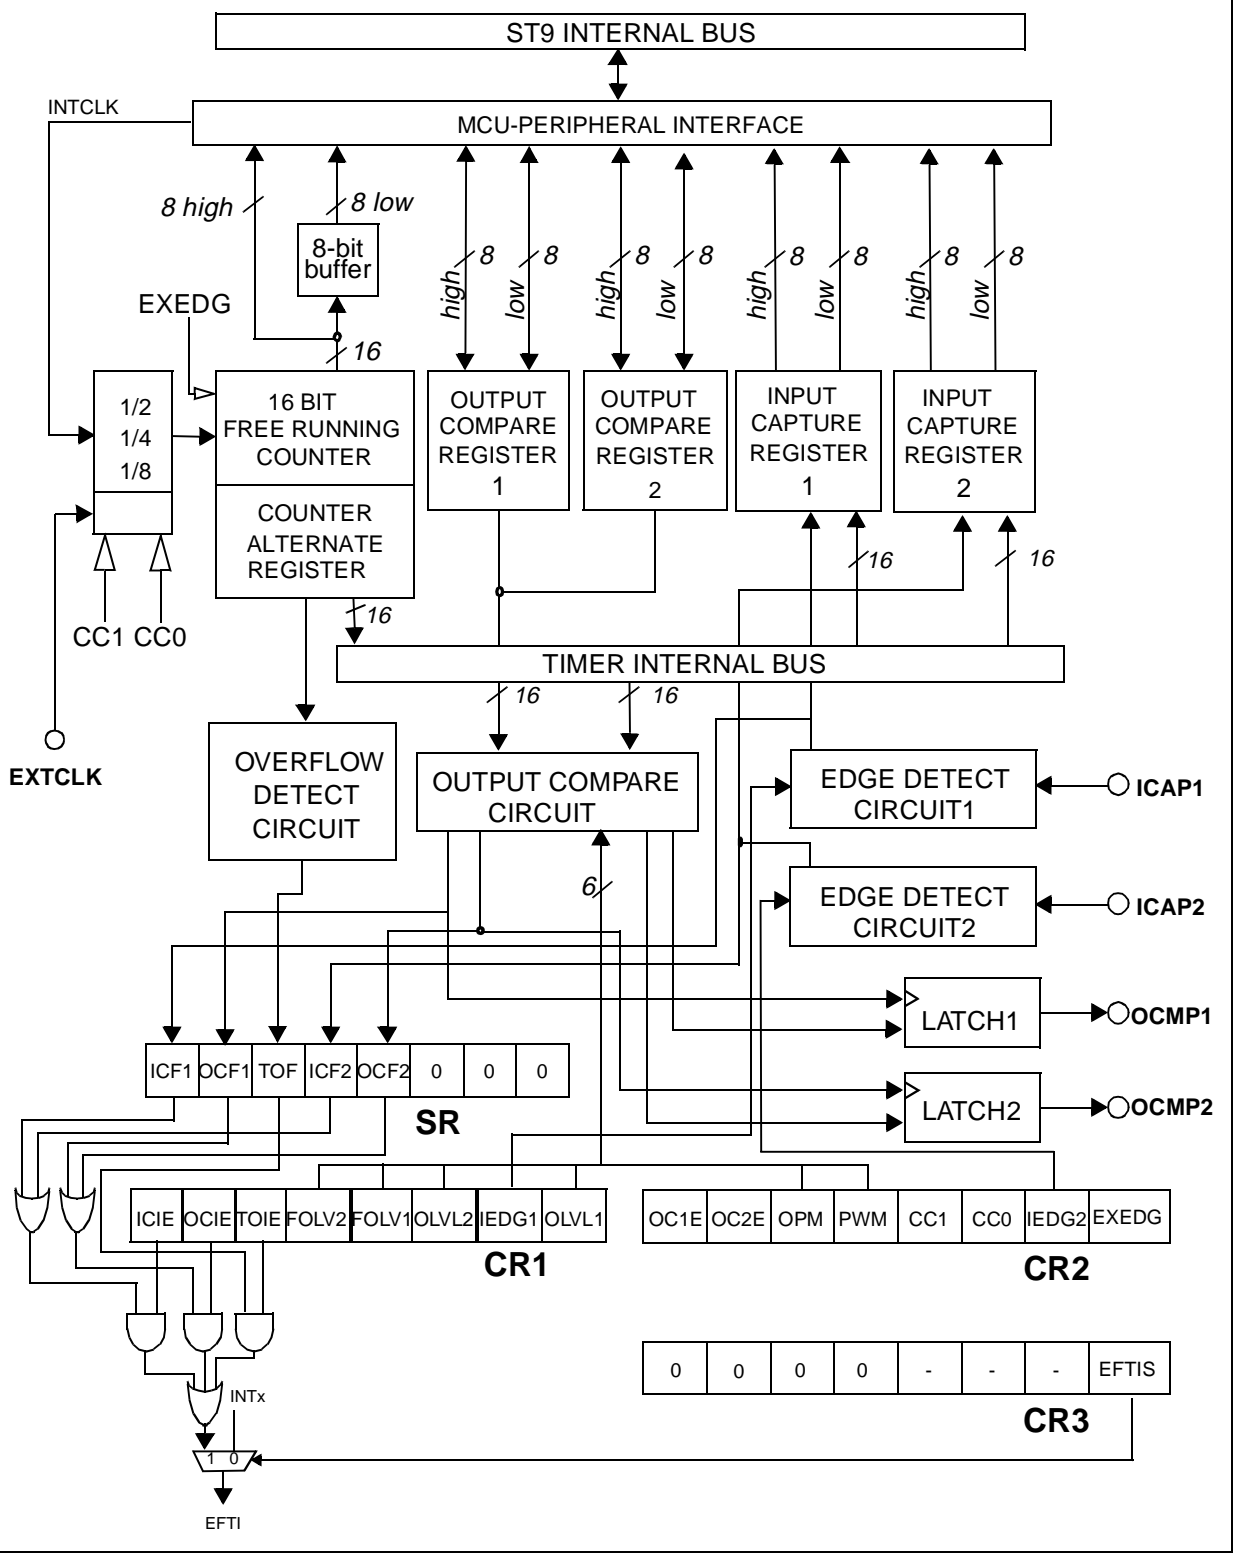 ST9 INTERNAL BUS
INTCLK
MCU-PERIPHERAL INTERFACE
8 high
8 low
8-bit
buffer
high
8
low
8
high
8
low
8
high
8
low
8
high
8
low
8
EXEDG
16
1/2
1/4
1/8
16 BIT
FREE RUNNING
COUNTER
COUNTER
ALTERNATE
REGISTER
OUTPUT
COMPARE
REGISTER
1
OUTPUT
COMPARE
REGISTER
2
INPUT
CAPTURE
REGISTER
1
INPUT
CAPTURE
REGISTER
2
16
16
CC1 CC0
16
TIMER INTERNAL BUS
16
16
EXTCLK
OVERFLOW
DETECT
CIRCUIT
OUTPUT COMPARE
CIRCUIT
EDGE DETECT
CIRCUIT1
ICAP1
6
EDGE DETECT
CIRCUIT2
ICAP2
LATCH1
OCMP1
LATCH2
OCMP2
ICF1 OCF1 TOF ICF2 OCF2 0 0 0
SR
ICIE OCIE TOIE FOLV2 FOLV1 OLVL2 IEDG1 OLVL1
CR1
OC1E OC2E OPM PWM CC1 CC0 IEDG2 EXEDG
CR2
0 0 0 0 - - - EFTIS
CR3
INTx
1 0
EFTI